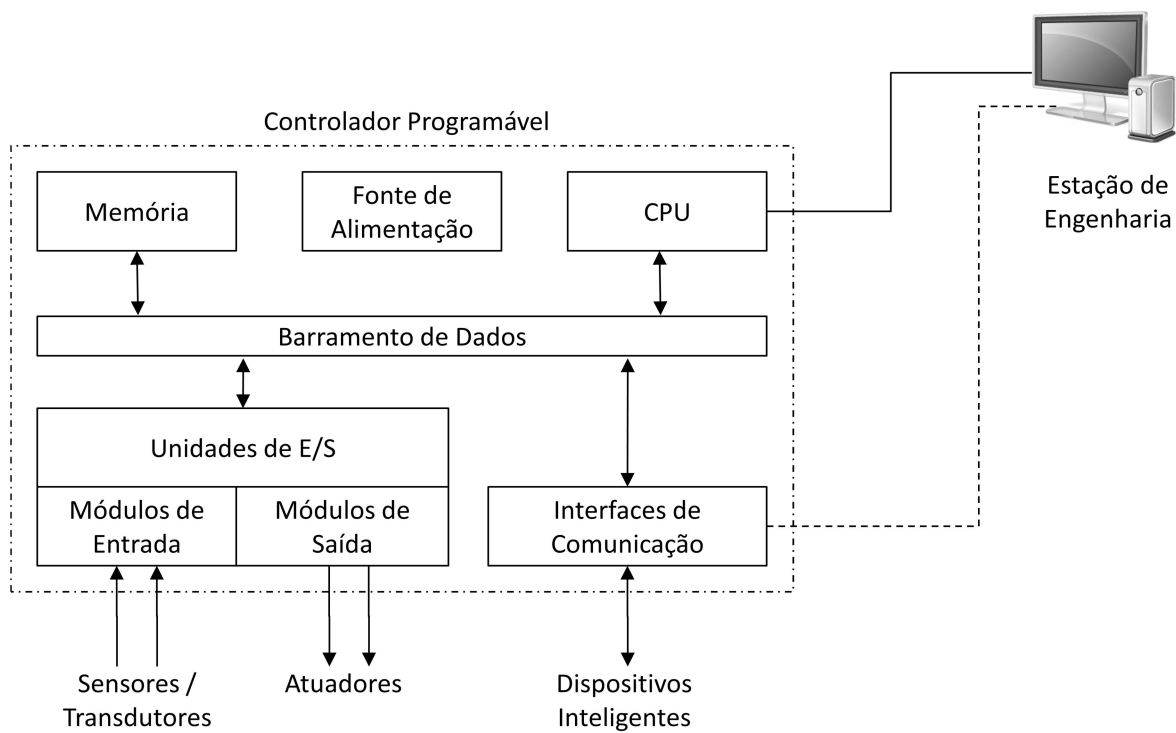 Controlador Programável
Memória
Fonte de
Alimentação
CPU
Estação de
Engenharia
Barramento de Dados
Unidades de E/S
Módulos de
Entrada
Módulos de
Saída
Interfaces de
Comunicação
Sensores /
Transdutores
Atuadores
Dispositivos
Inteligentes